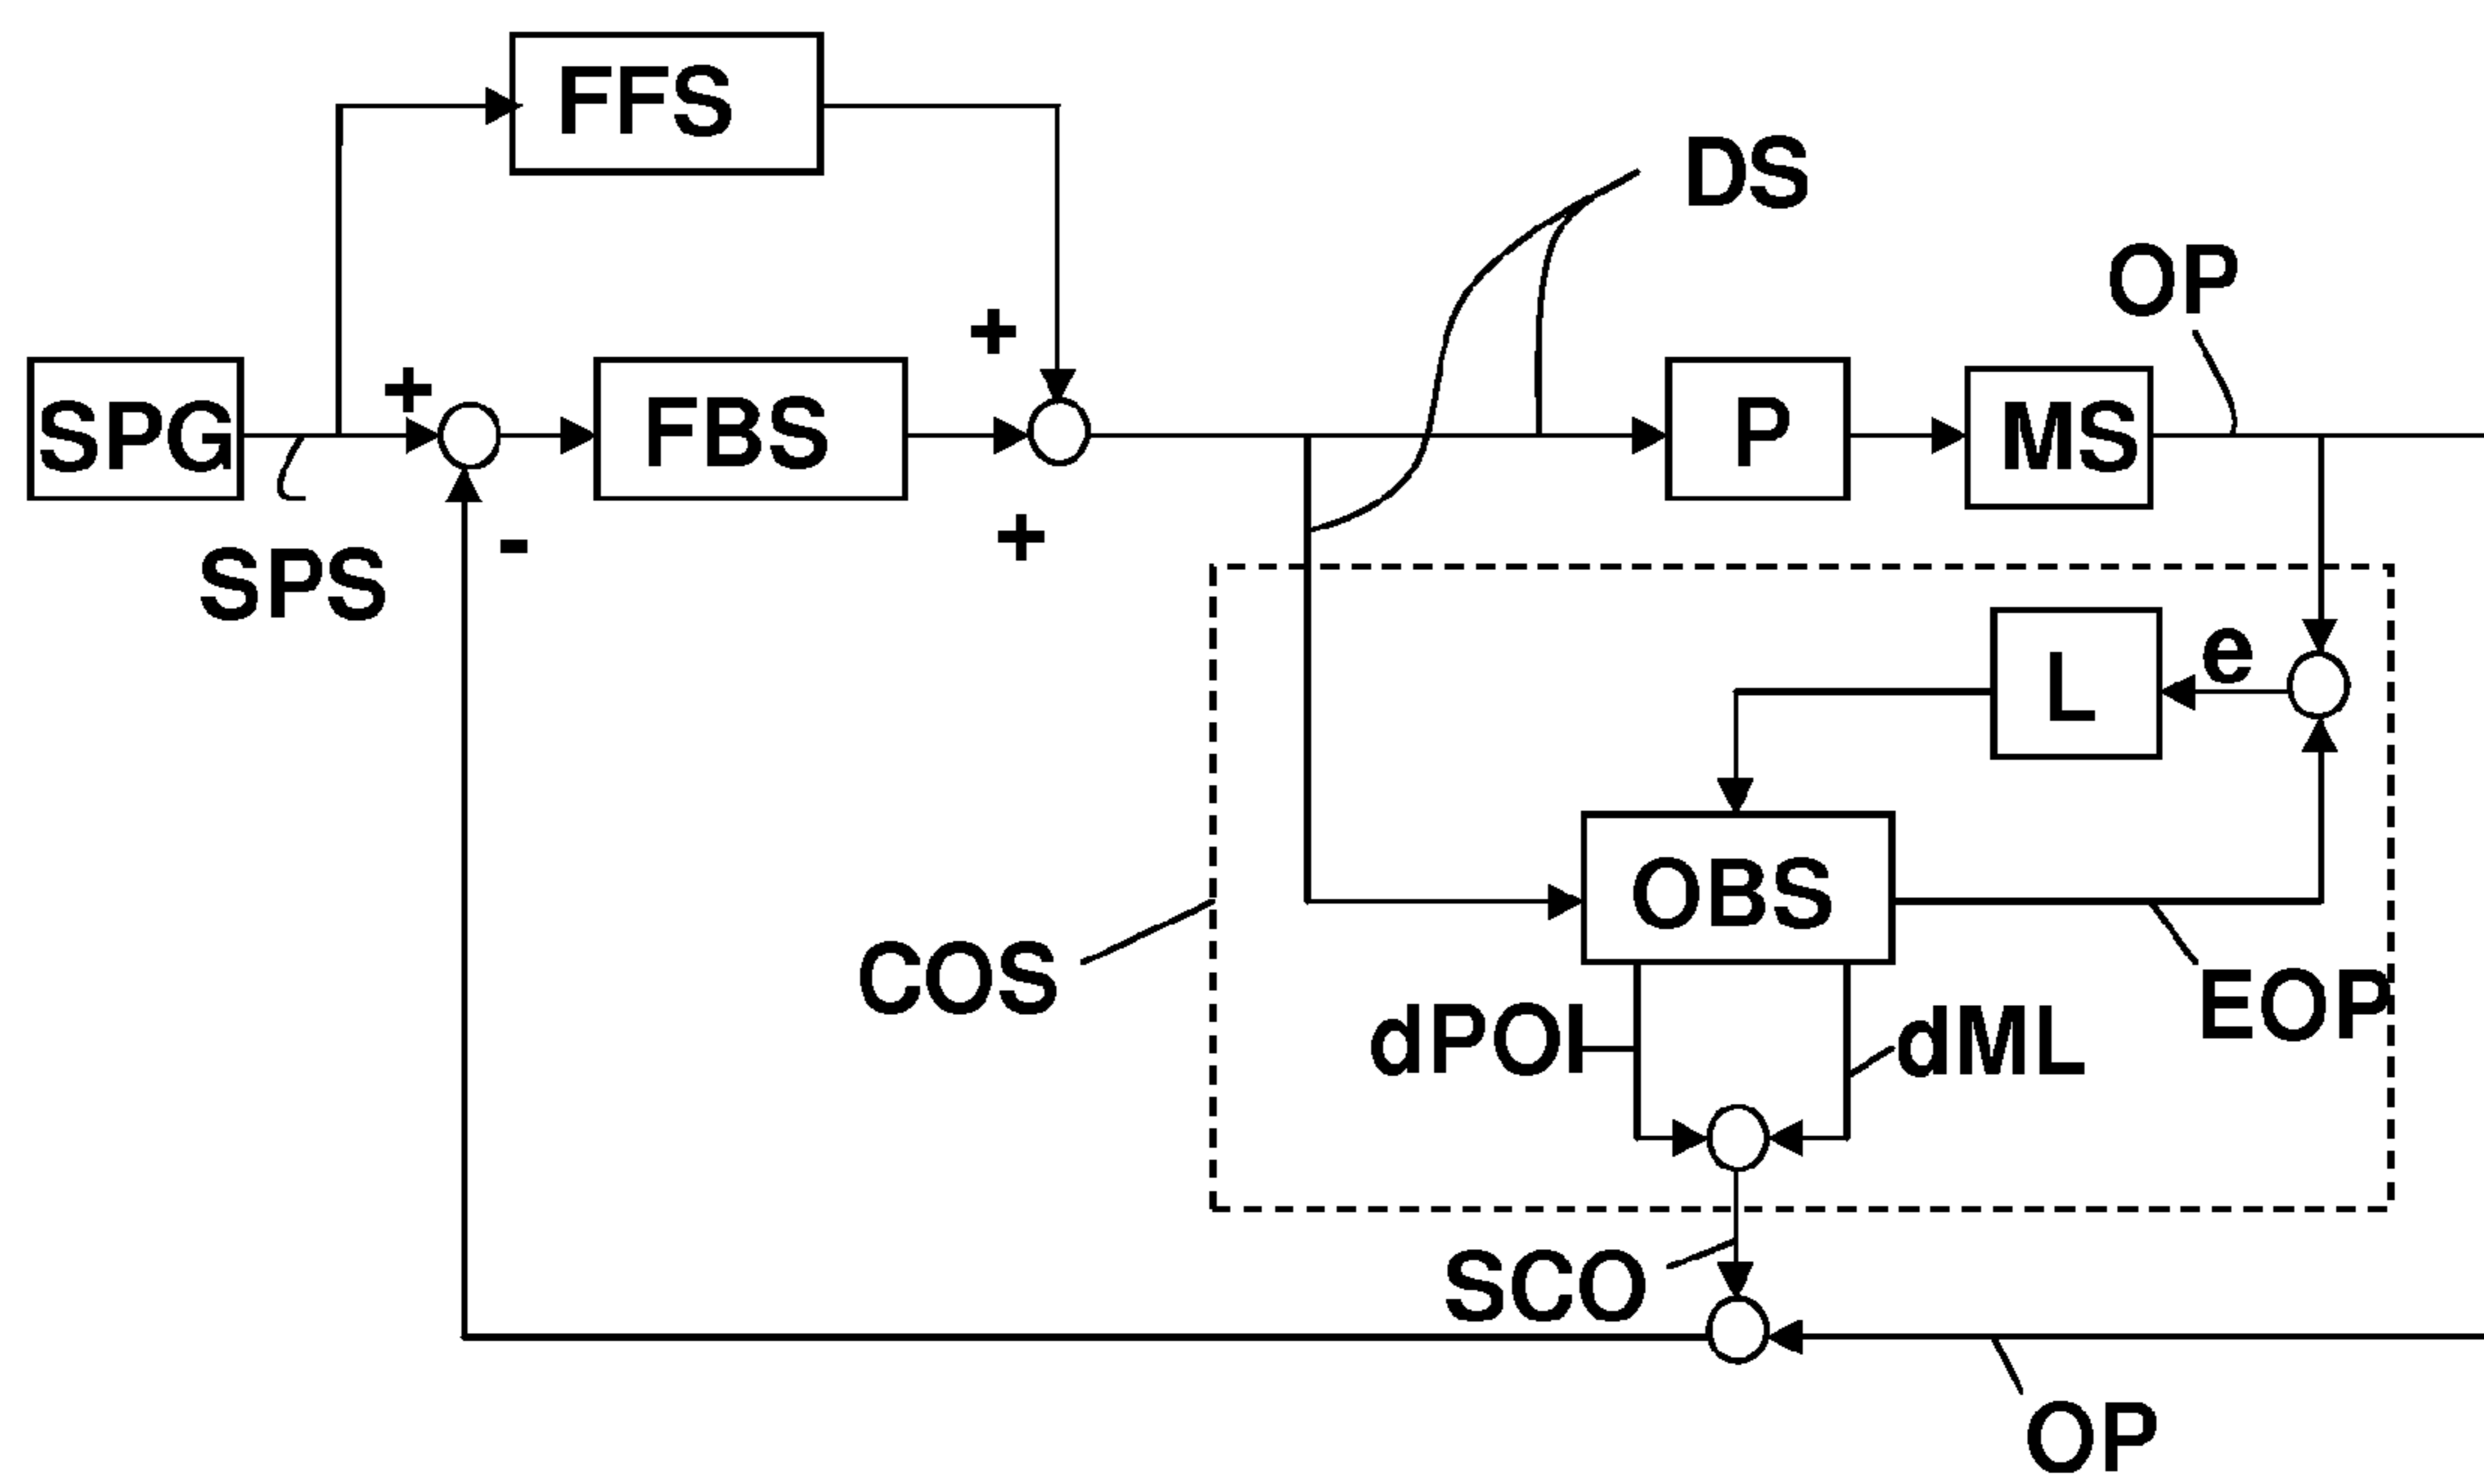 FFS
DS
OP
+
+
SPG
FBS
P
MS
-
+
SPS
L
e
OBS
COS
EOP
dPOI
dML
SCO
OP